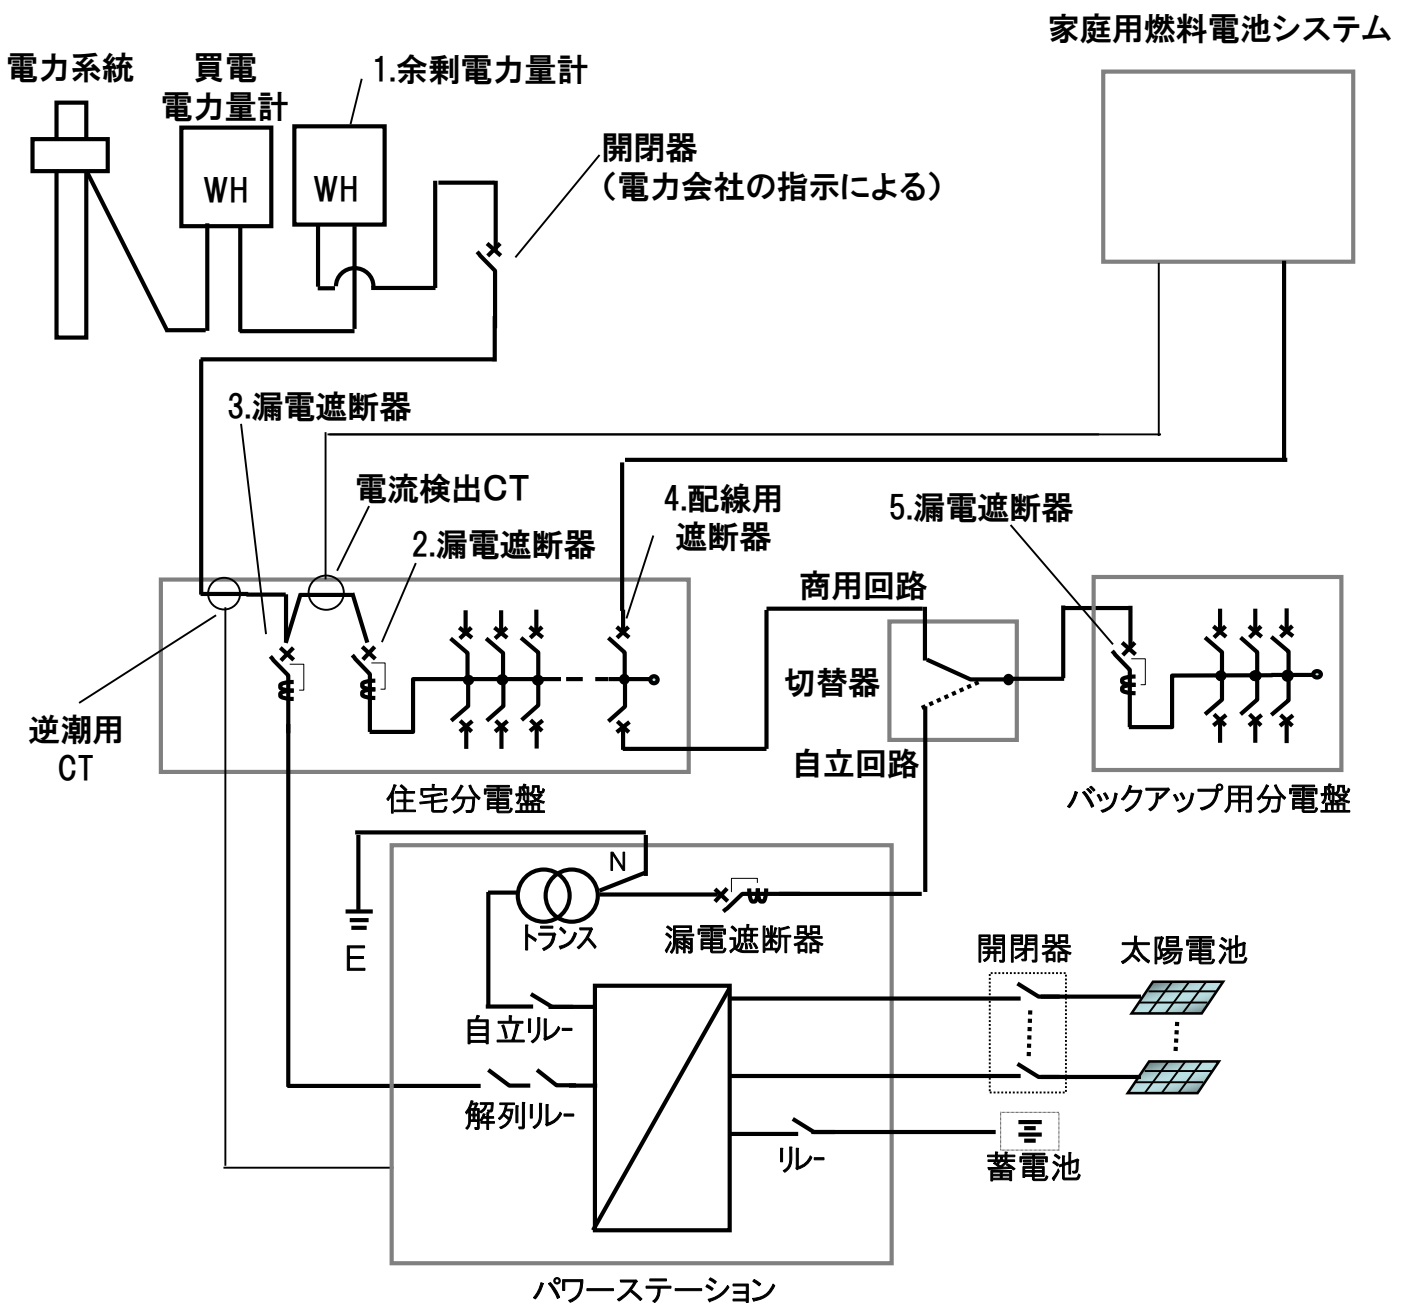 家庭用燃料電池システム
電力系統
買電
電力量計
1.余剰電力量計
WH
WH
開閉器
(電力会社の指示による)
3.漏電遮断器
電流検出CT
2.漏電遮断器
4.配線用
遮断器
5.漏電遮断器
商用回路
切替器
自立回路
逆潮用
CT
住宅分電盤
バックアップ用分電盤
N
トランス
漏電遮断器
E
開閉器
太陽電池
自立リレー
解列リレー
リレー
蓄電池
パワーステーション